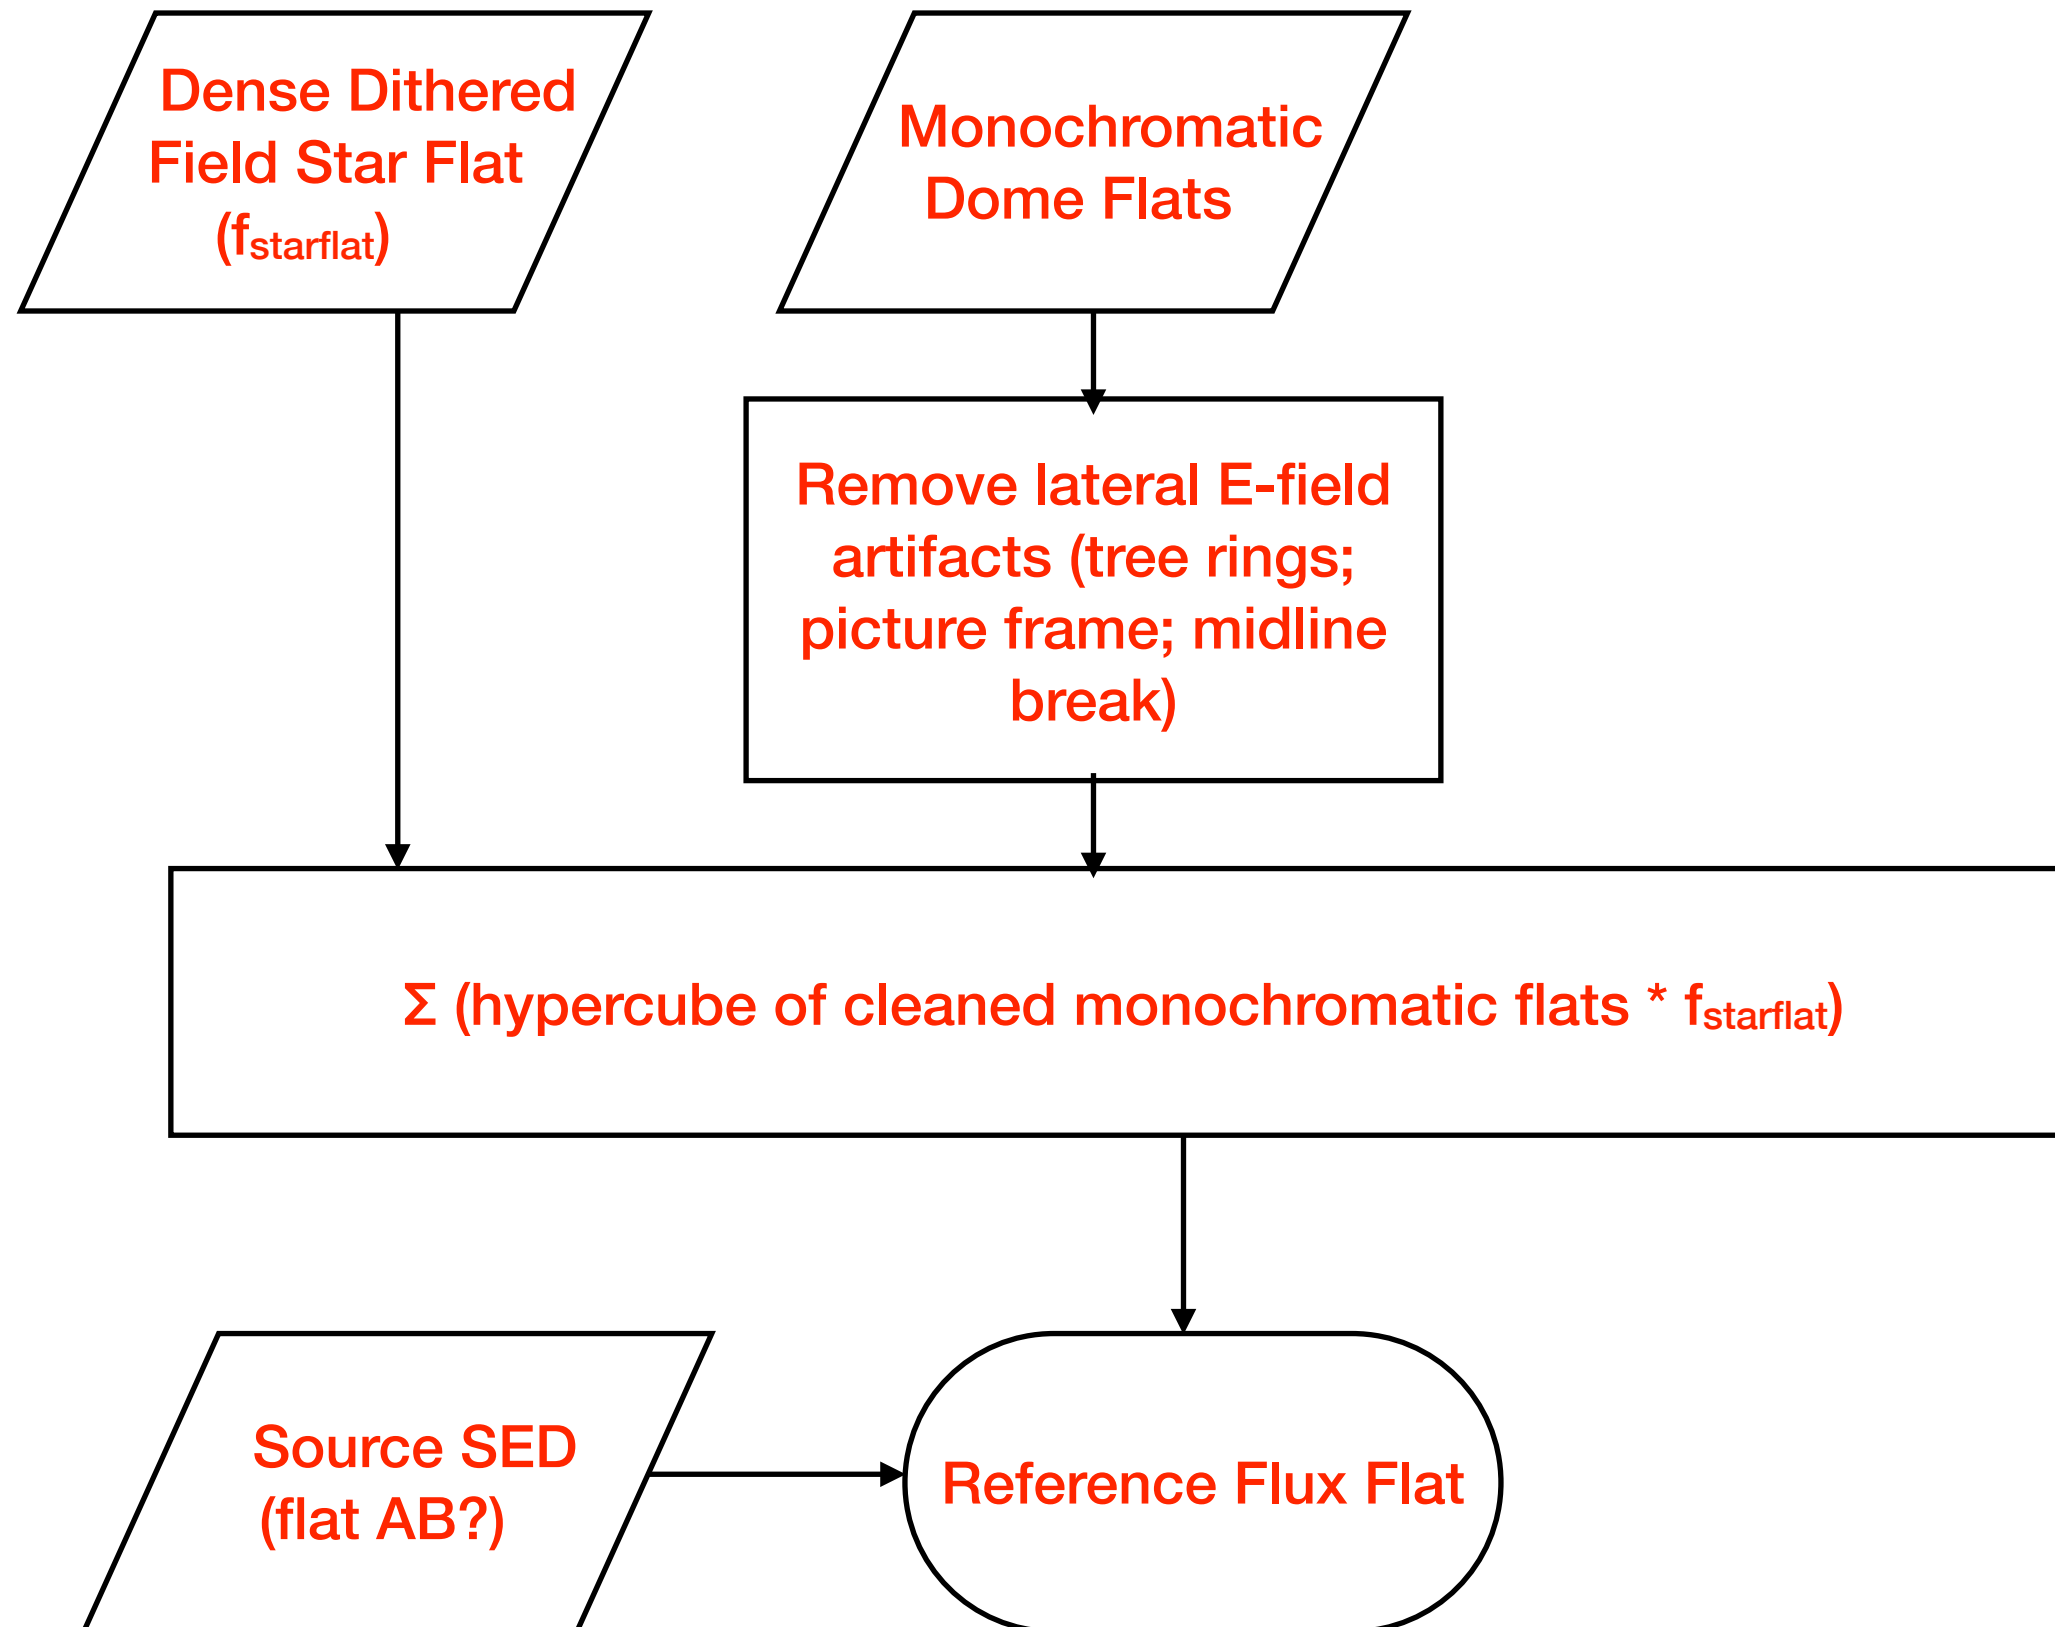 Dense Dithered
Field Star Flat
(fstarflat)
Monochromatic
Dome Flats
Remove lateral E-field
artifacts (tree rings;
picture frame; midline
break)
Σ (hypercube of cleaned monochromatic flats * fstarflat)
Source SED
(flat AB?)
Reference Flux Flat